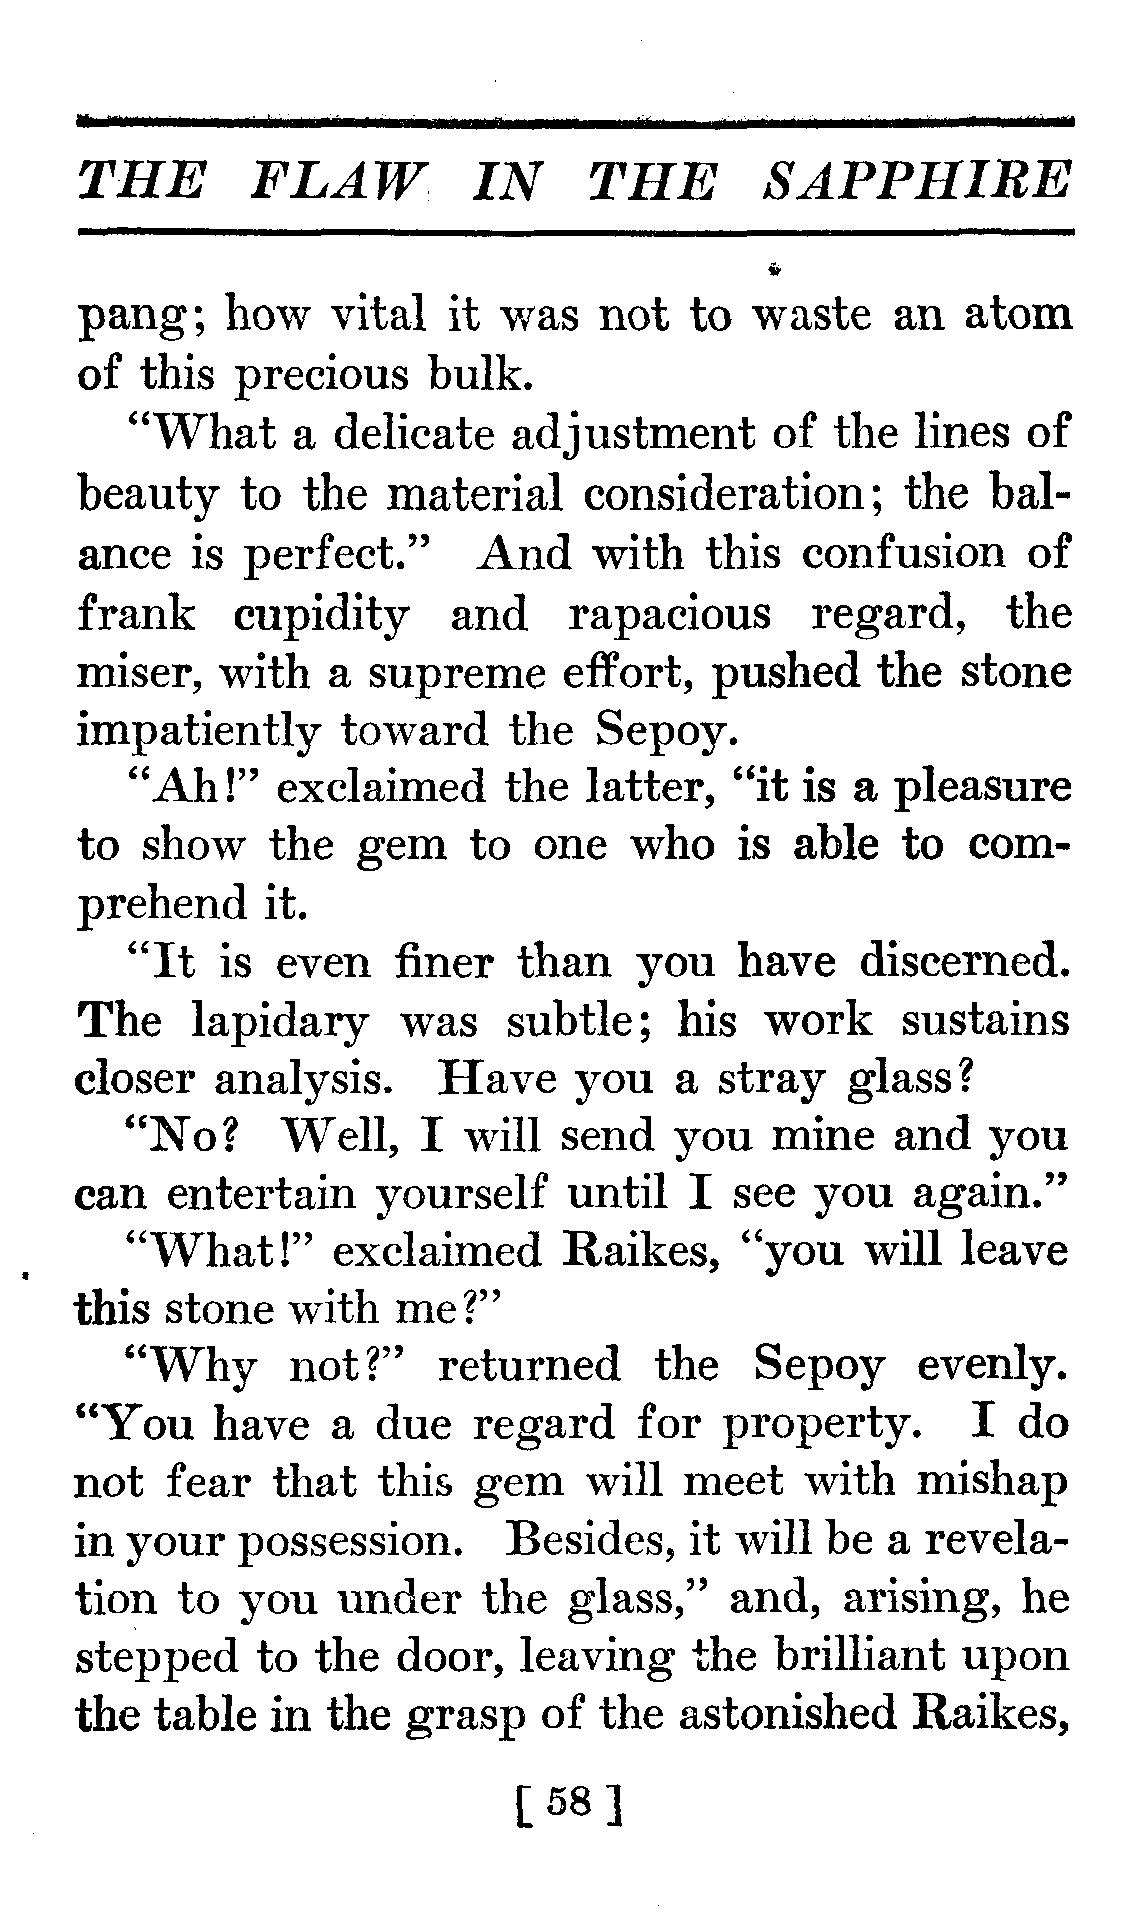 THE FLAW IN THE SAPPHIRE
pang; how vital it was not to waste an atom
of this precious bulk.
“What a delicate adjustment of the lines of
beauty to the material consideration; the bal-
ance is perfect.” And with this confusion of
frank cupidity and rapacious regard, the
miser, with a supreme effort, pushed the stone
impatiently toward the Sepoy.
“Ah!” exclaimed the latter, “it is a pleasure
to show the gem to one who is able to com-
prehend it.
“It is even finer than you have discerned.
The lapidary was subtle; his work sustains
closer analysis. Have you a stray glass?
“No? Well, I will send you mine and you
can entertain yourself until I see you again.”
“What!” exclaimed Raikes, “you will leave
this stone with me?”
“Why not?” returned the Sepoy evenly.
“You have a due regard for property. I do
not fear that this gem will meet with mishap
in your possession. Besides, it will be a revela-
tion to you under the glass,” and, arising, he
stepped to the door, leaving the brilliant upon
the table in the grasp of the astonished Raikes,
[ 58 ]